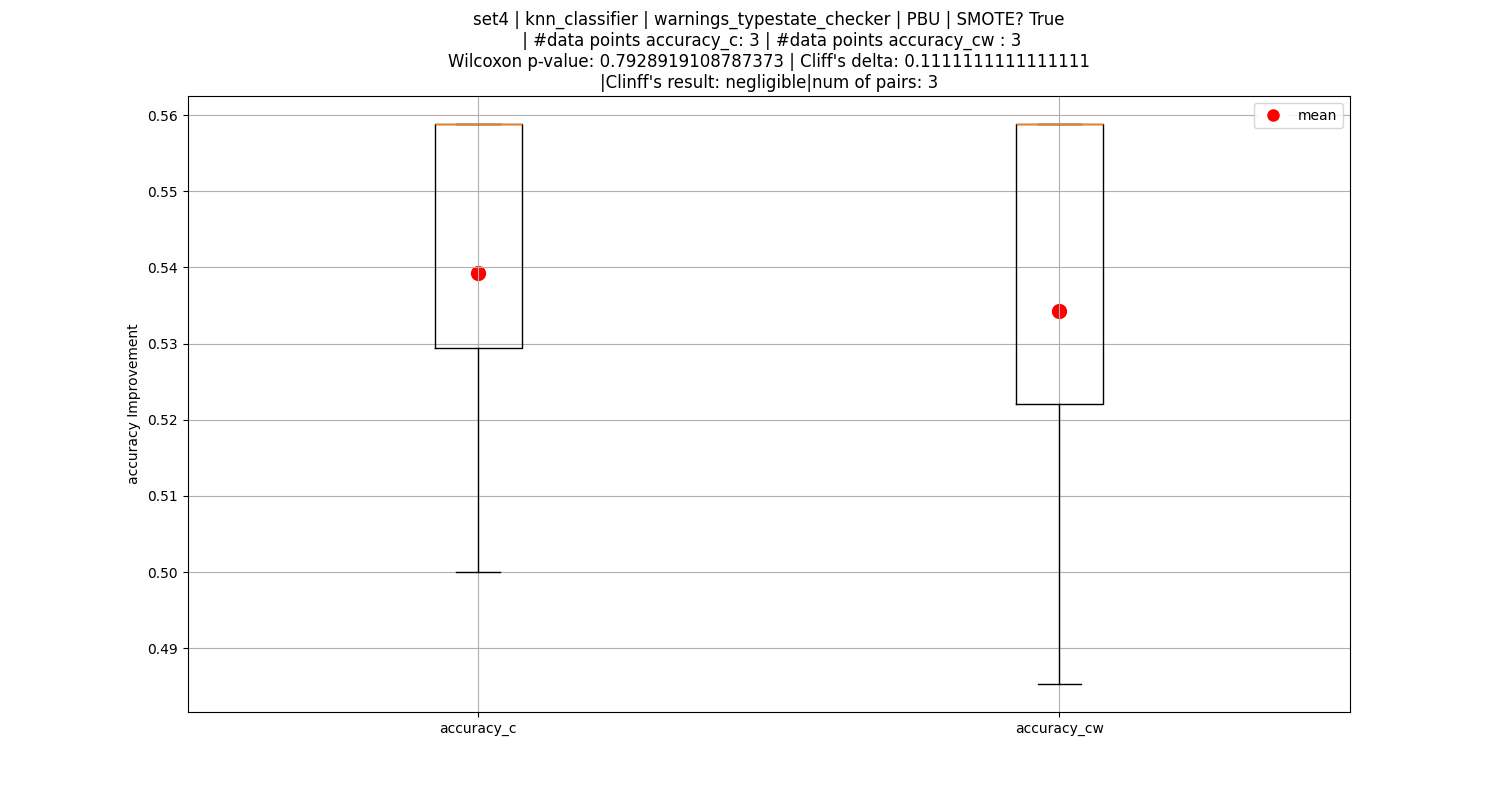 set4 | knn_classifier | warnings_typestate_checker | PBU | SMOTE? True
| #data points accuracy_c: 3 | #data points accuracy_cw : 3
Wilcoxon p-value: 0.7928919108787373 | Cliff's delta: 0.1111111111111111
|Clinff's result: negligible|num of pairs: 3
mean
0.56
0.55
0.54
0.53
0.52
0.51
0.50
0.49
accuracy Improvement
accuracy_c
accuracy_cw